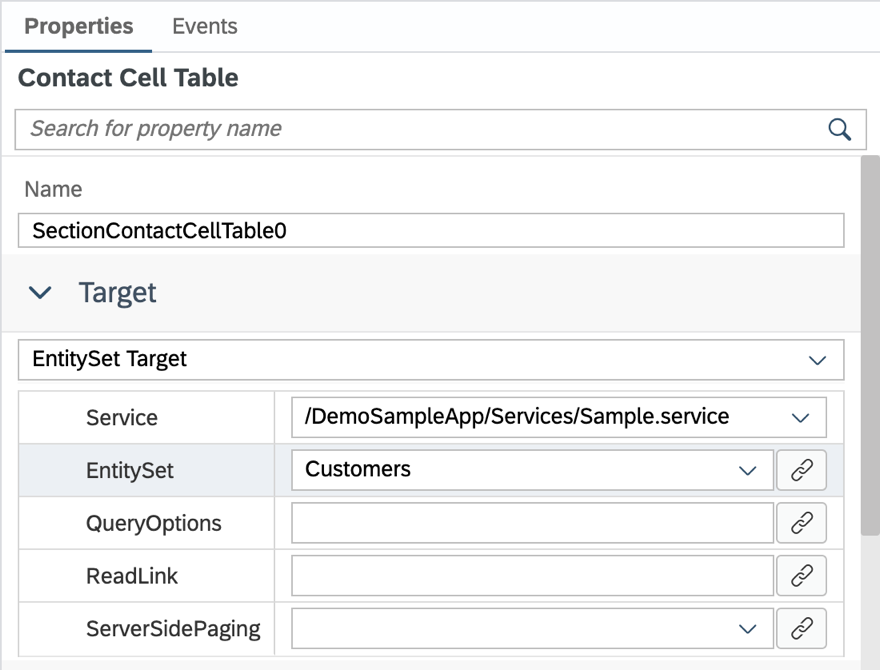 Properties Events
Contact Cell Table
Search for property name
Name
SectionContactCellTable0
Target
EntitySet Target
Service /DemoSampleApp/Services/Sample.service
EntitySet Customers
QueryOptions
ReadLink
ServerSidePaging